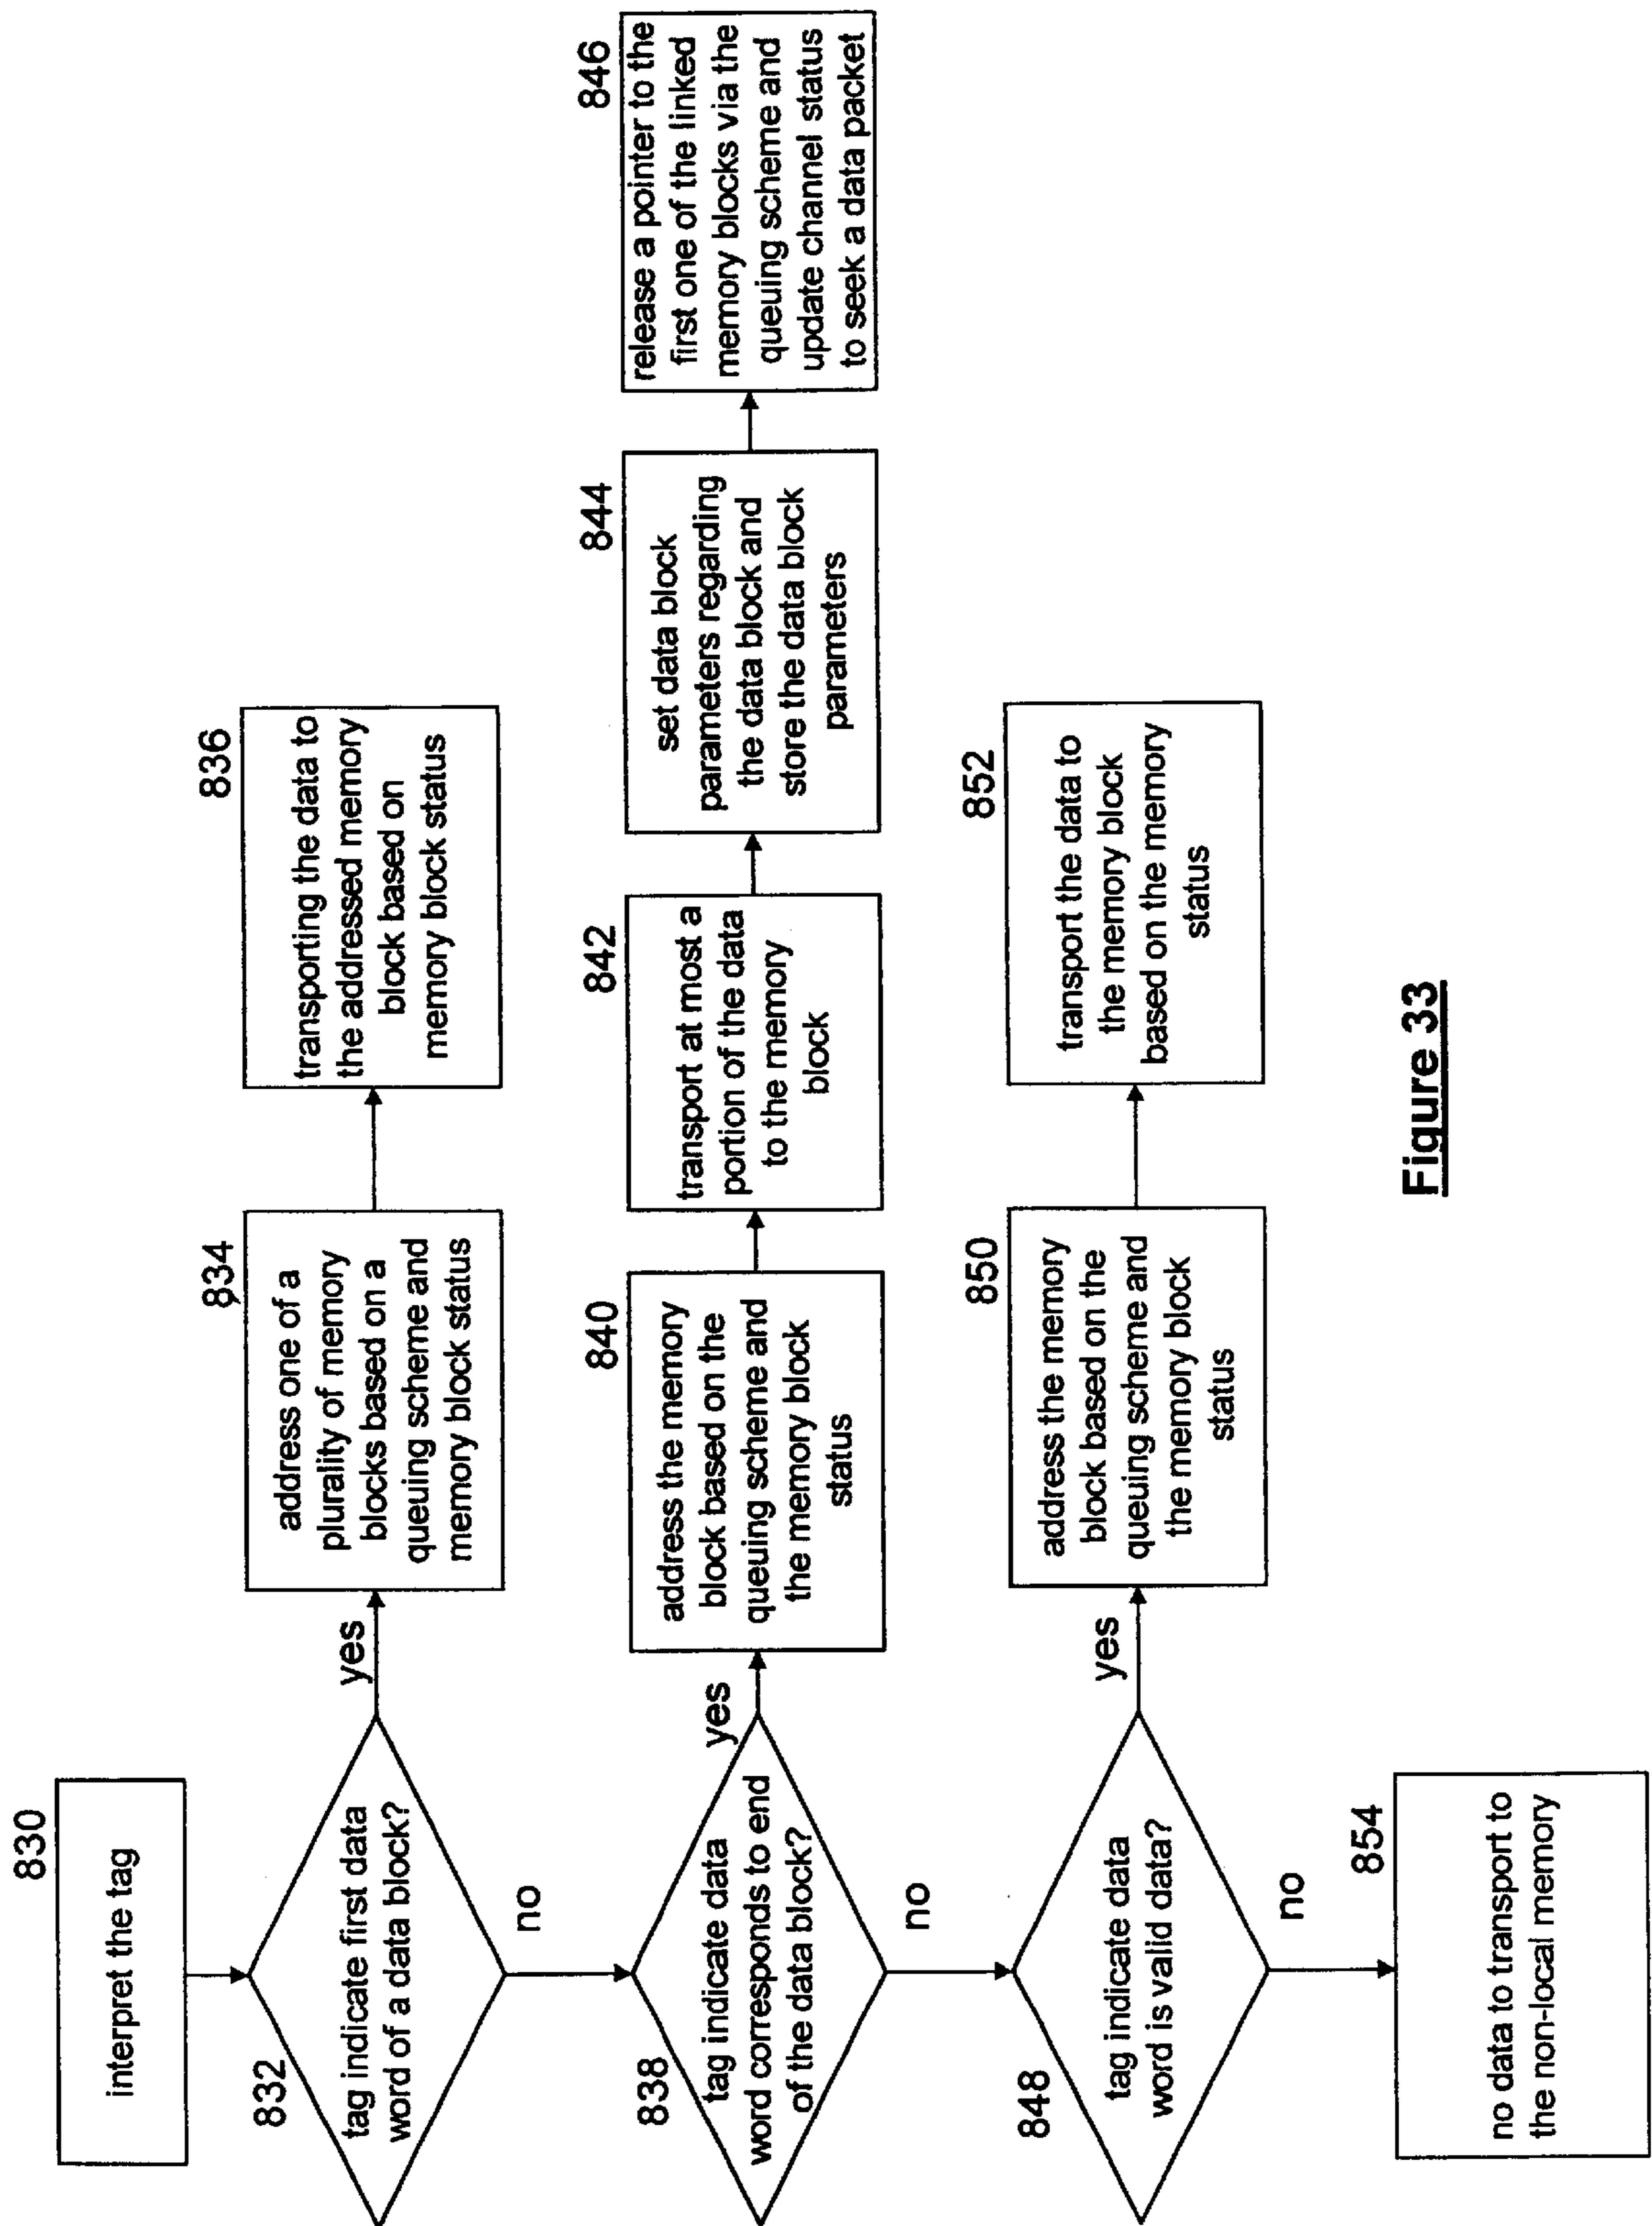 830
interpret the tag
832
tag indicate first data
word of a data block?
yes
834
address one of a
plurality of memory
blocks based on a
queuing scheme and
memory block status
836
transporting the data to
the addressed memory
block based on
memory block status
no
838
tag indicate data
word corresponds to end
of the data block?
yes
840
address the memory
block based on the
queuing scheme and
the memory block
status
842
transport at most a
portion of the data
to the memory
block
844
set data block
parameters regarding
the data block and
store the data block
parameters
846
release a pointer to the
first one of the linked
memory blocks via the
queuing scheme and
update channel status
to seek a data packet
no
848
tag indicate data
word is valid data?
yes
850
address the memory
block based on the
queuing scheme and
the memory block
status
852
transport the data to
the memory block
based on the memory
status
no
854
no data to transport to
the non-local memory
Figure 33